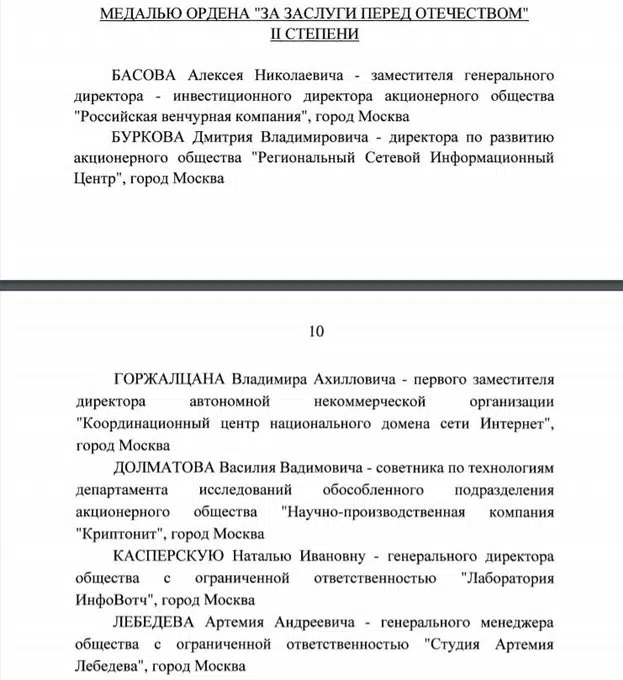 МЕДАЛЬЮ ОРДЕНА "ЗА ЗАСЛУГИ ПЕРЕД ОТЕЧЕСТВОМ"
II СТЕПЕНИ
БАСОВА Алексея Николаевича - заместителя генерального
директора - инвестиционного директора акционерного общества
"Российская венчурная компания", город Москва
БУРКОВА Дмитрия Владимировича - директора по развитию
акционерного общества "Региональный Сетевой Информационный
Центр", город Москва
10
ГОРЖАЛЦАНА Владимира Ахилловича - первого заместителя
директора автономной некоммерческой организации
"Координационный центр национального домена сети Интернет",
город Москва
ДОЛМАТОВА Василия Вадимовича - советника по технологиям
департамента исследований обособленного подразделения
акционерного общества "Научно-производственная компания
"Криптонит", город Москва
КАСПЕРСКУЮ Наталью Ивановну - генерального директора
общества с ограниченной ответственностью "Лаборатория
ИнфоВотч", город Москва
ЛЕБЕДЕВА Артемия Андреевича - генерального менеджера
общества с ограниченной ответственностью "Студия Артемия
Лебедева", город Москва